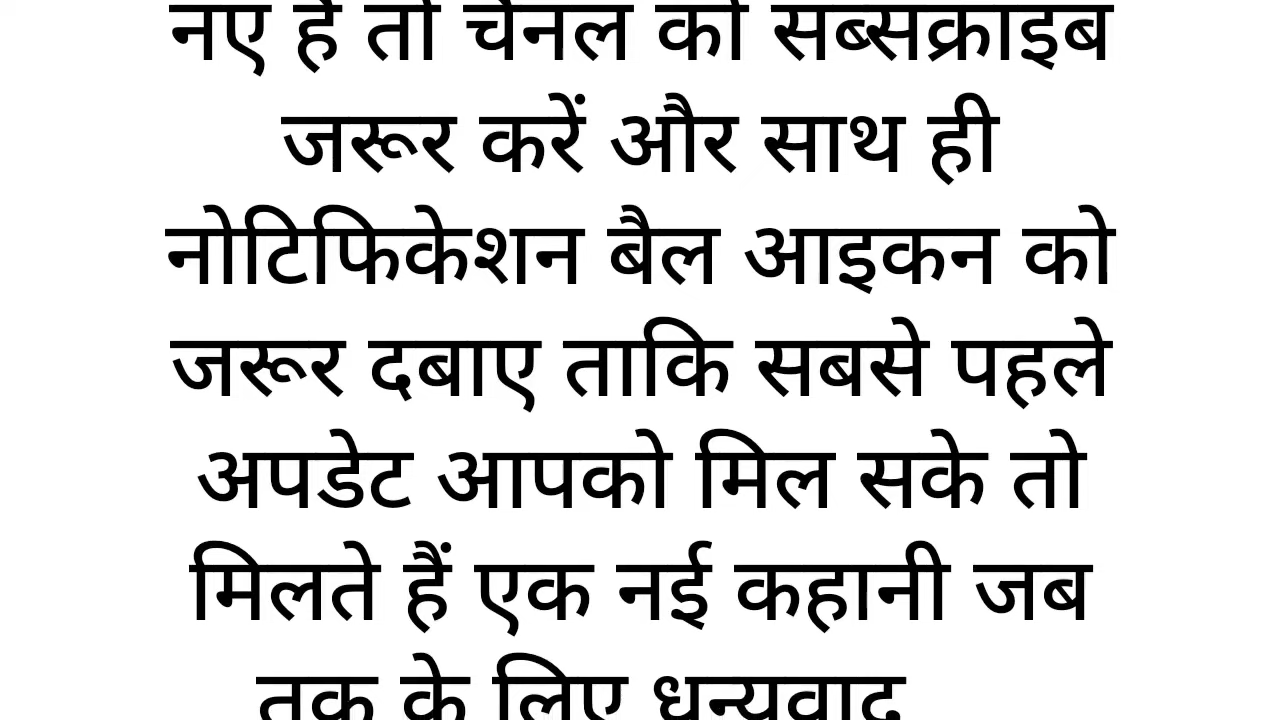 नए है तो चैनल को सब्सक्राइब
जरूर करें और साथ ही
नोटिफिकेशन बैल आइकन को
जरूर दबाए ताकि सबसे पहले
अपडेट आपको मिल सके तो
मिलते हैं एक नई कहानी जब
तक के लिए धन्यवाद